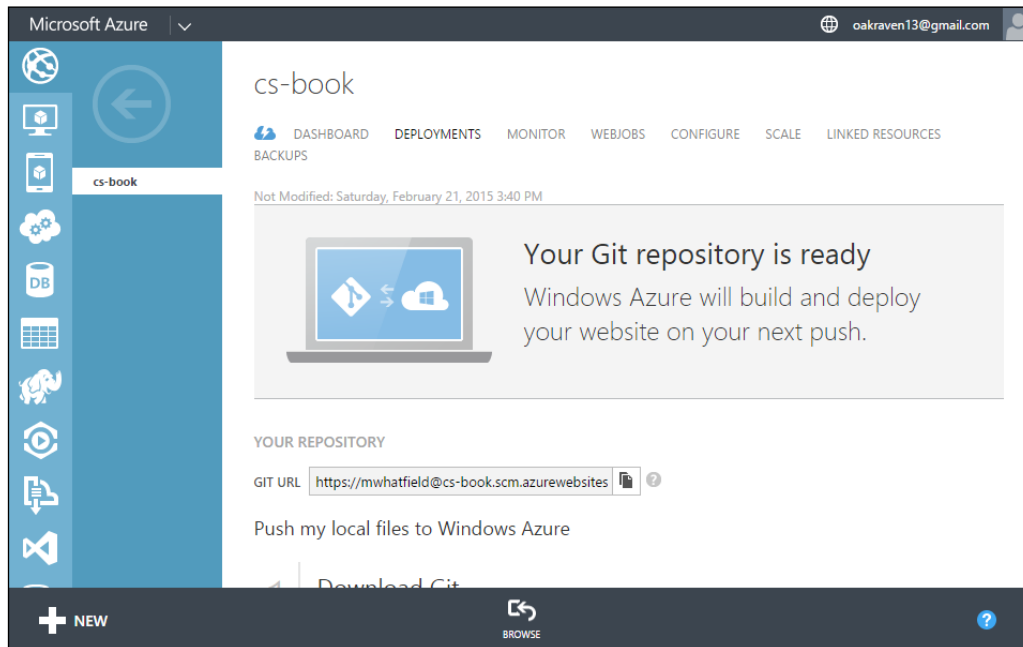 Microsoft Azure
oakraven13@gmail.com
cs-book
cs-book
DASHBOARD DEPLOYMENTS MONITOR WEBJOBS CONFIGURE SCALE LINKED RESOURCES
BACKUPS
Not Modified: Saturday, February 21, 2015 3:40 PM
DB
Your Git repository is ready
Windows Azure will build and deploy
your website on your next push.
YOUR REPOSITORY
GIT URL https://mwhatfield@cs-book.scm.azurewebsites ?
Push my local files to Windows Azure
Download Git
NEW
BROWSE
?